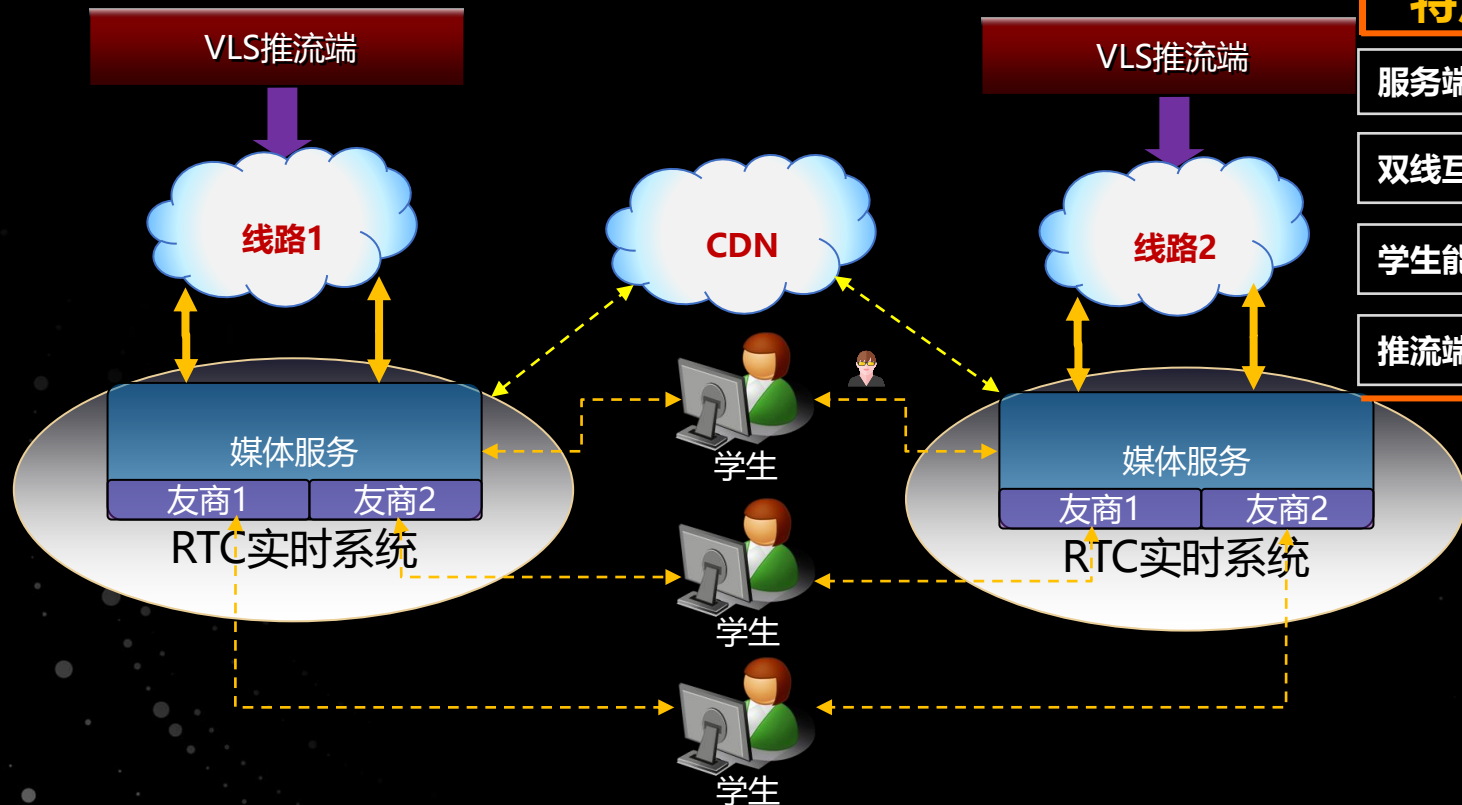 VLS推流端
VLS推流端
服务端
双线互
学生能
推流端
线路1
CDN
线路2
媒体服务
友商1
友商2
RTC实时系统
媒体服务
友商1
友商2
RTC实时系统
学生
学生
学生